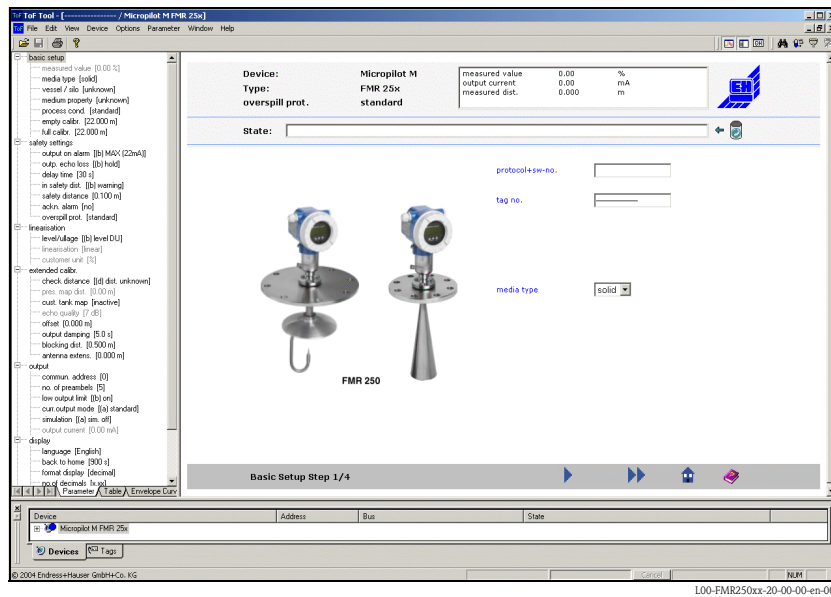 ToF Tool - [---------------- / Micropilot M FMR 25x]
File Edit View Device Options Parameter Window Help
basic setup
measured value [0.00 %]
media type [solid]
vessel / silo [unknown]
medium property [unknown]
process cond. [standard]
empty calibr. [22.000 m]
full calibr. [22.000 m]
safety settings
output on alarm [(b) MAX (22mA)]
outp. echo loss [(b) hold]
delay time [30 s]
in safety dist. [(b) warning]
safety distance [0.100 m]
ackn. alarm [no]
overspill prot. [standard]
linearisation
level/ullage [(b) level DU]
linearisation [linear]
customer unit [%]
extended calibr.
check distance [(d) dist. unknown]
pres. map dist. [0.00 m]
cust. tank map [inactive]
echo quality [7 dB]
offset [0.000 m]
output damping [5.0 s]
blocking dist. [0.500 m]
antenna extens. [0.000 m]
output
commun. address [0]
no. of preambels [5]
low output limit [(b) on]
curr.output mode [(a) standard]
simulation [(a) sim. off]
output current [0.00 mA]
display
language [English]
back to home [900 s]
format display [decimal]
no.of decimals [x.xx]
Parameter Table Envelope Curv
Device: Micropilot M
Type: FMR 25x
overspill prot. standard
measured value 0.00 %
output current 0.00 mA
measured dist. 0.000 m
EH
State:
protocol+sw-no.
tag no. ----------------
media type solid
FMR 250
Basic Setup Step 1/4
Device Address Bus State
Micropilot M FMR 25x
Devices Tags
© 2004 Endress+Hauser GmbH+Co. KG
Cancel
NUM
L00-FMR250xx-20-00-00-en-00